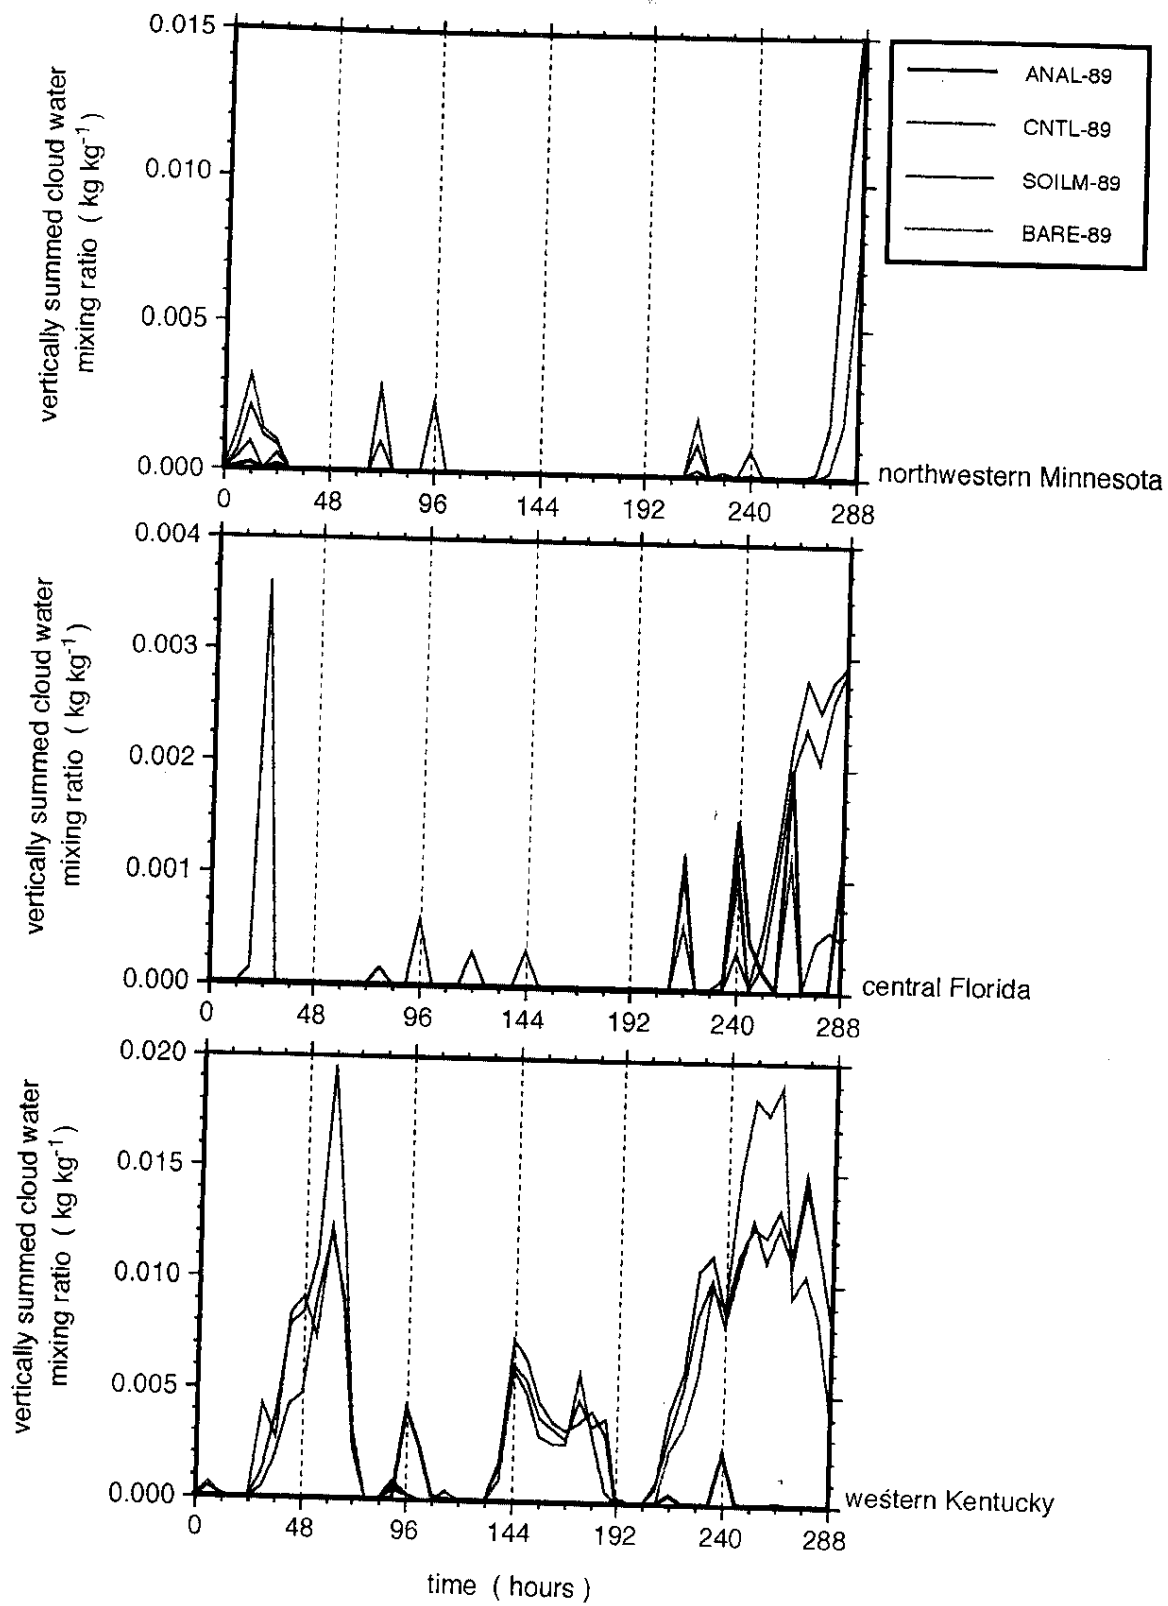 0.015
0.010
0.005
0.000
vertically summed cloud water
mixing ratio ( kg kg⁻¹ )
0 48 96 144 192 240 288
northwestern Minnesota
ANAL-89
CNTL-89
SOILM-89
BARE-89
0.004
0.003
0.002
0.001
0.000
vertically summed cloud water
mixing ratio ( kg kg⁻¹ )
0 48 96 144 192 240 288
central Florida
0.020
0.015
0.010
0.005
0.000
vertically summed cloud water
mixing ratio ( kg kg⁻¹ )
0 48 96 144 192 240 288
western Kentucky
time ( hours )